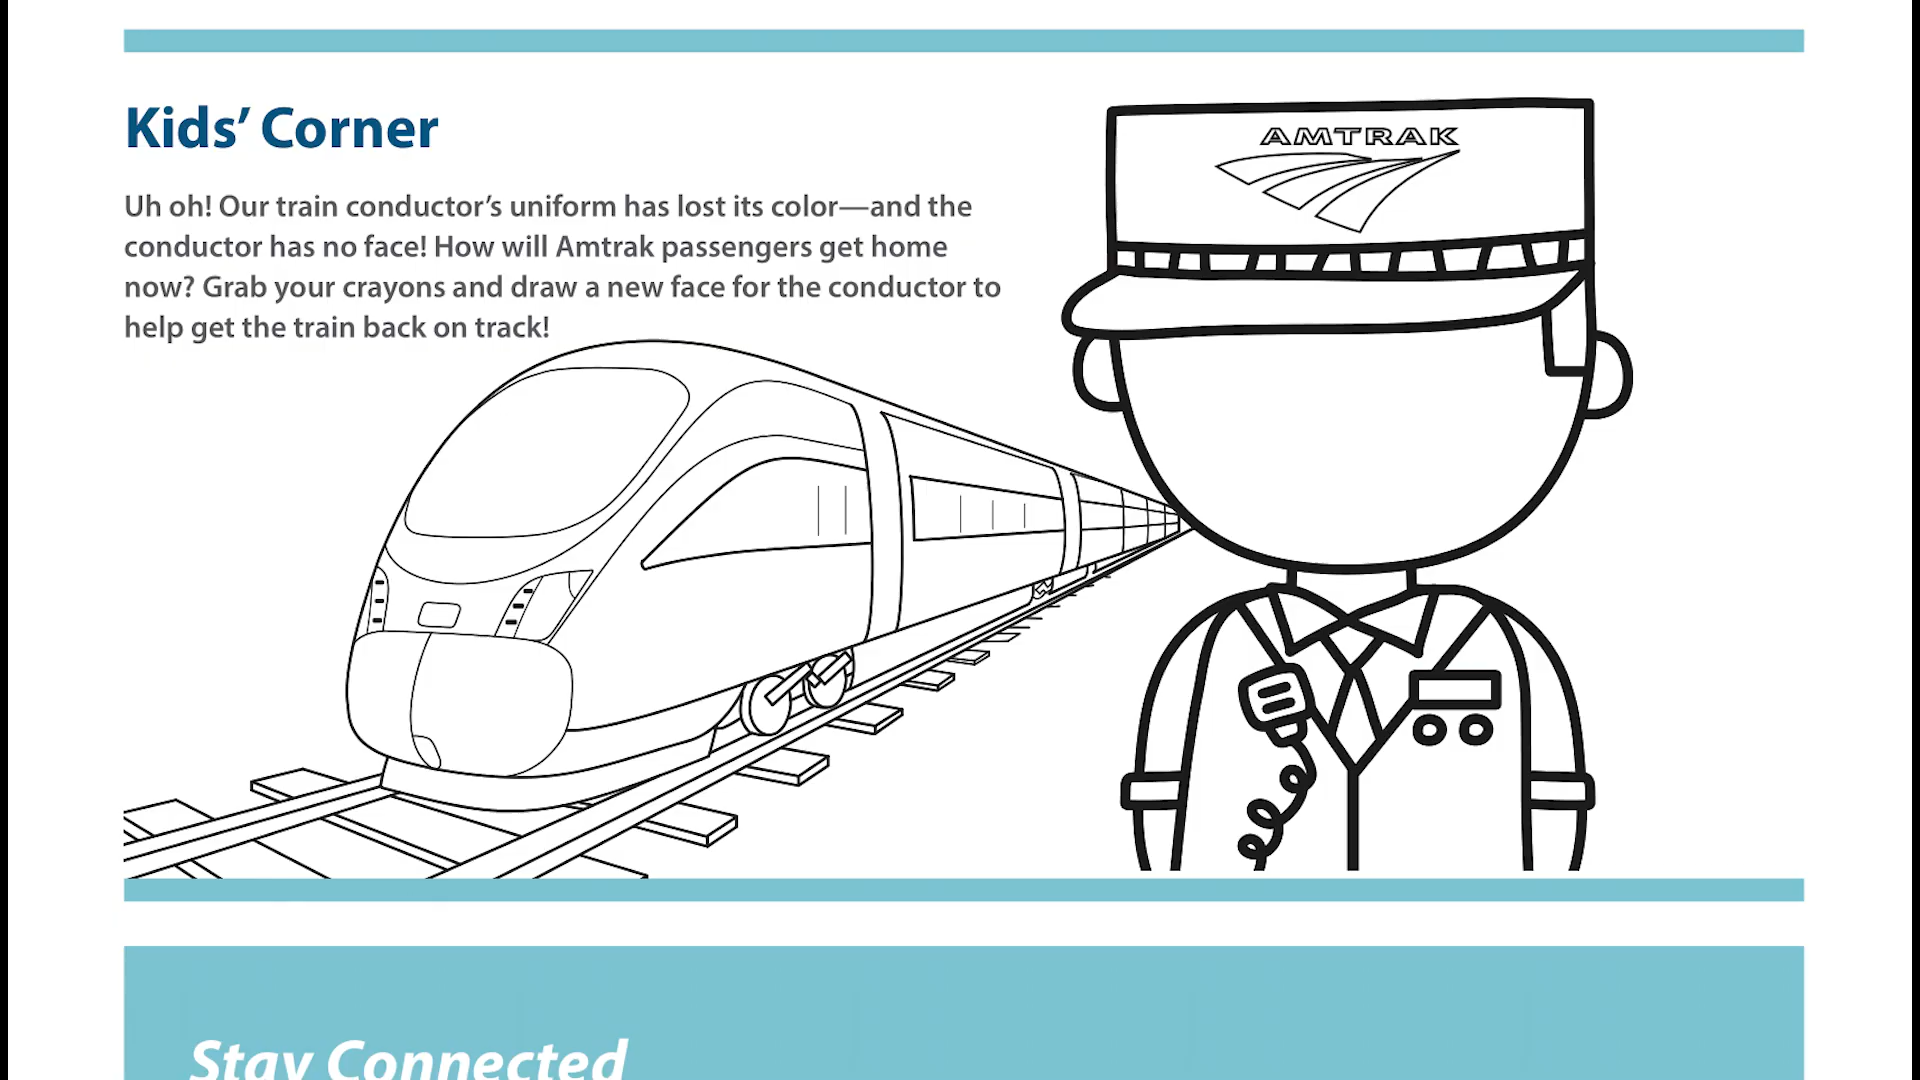 Kids’ Corner
Uh oh! Our train conductor’s uniform has lost its color—and the
conductor has no face! How will Amtrak passengers get home
now? Grab your crayons and draw a new face for the conductor to
help get the train back on track!
AMTRAK
Stay Connected